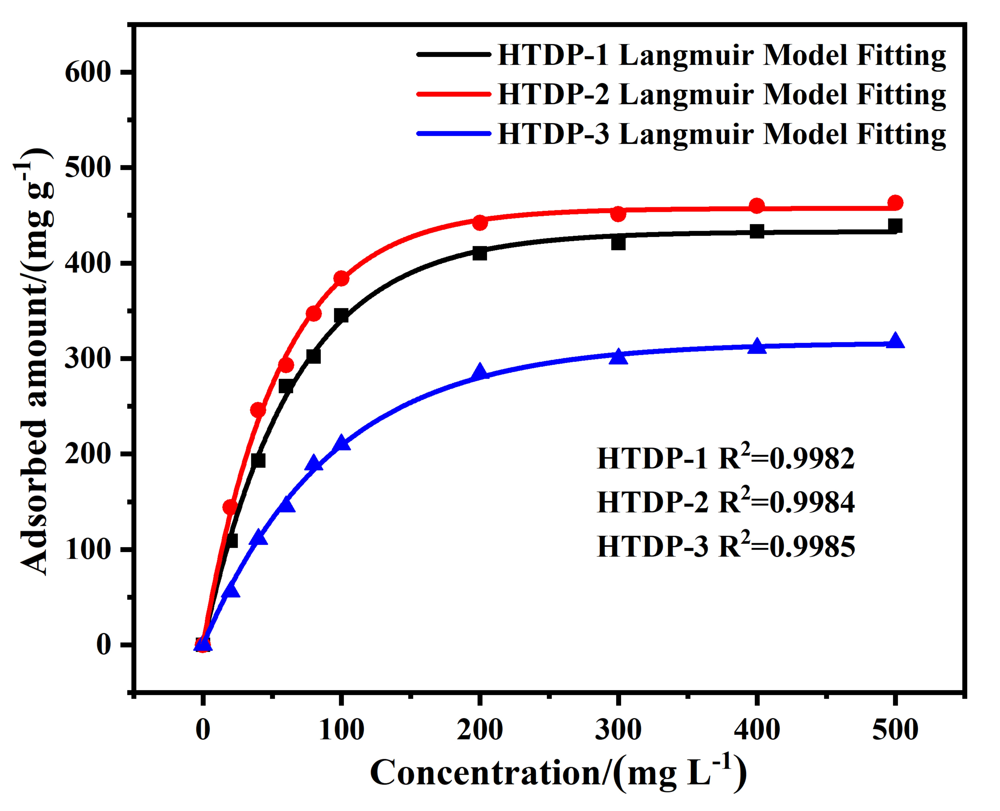 HTDP-1 Langmuir Model Fitting
HTDP-2 Langmuir Model Fitting
HTDP-3 Langmuir Model Fitting
600
500
400
300
200
100
0
Adsorbed amount/(mg g⁻¹)
HTDP-1 R²=0.9982
HTDP-2 R²=0.9984
HTDP-3 R²=0.9985
0 100 200 300 400 500
Concentration/(mg L⁻¹)